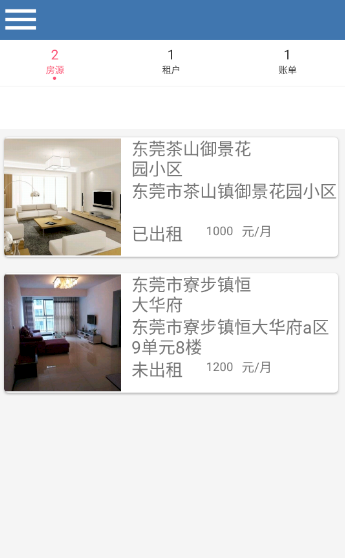 2
1
1
房源
租户
账单
东莞茶山御景花
园小区
东莞市茶山镇御景花园小区
已出租 1000 元/月
东莞市寮步镇恒
大华府
东莞市寮步镇恒大华府a区
9单元8楼
未出租 1200 元/月